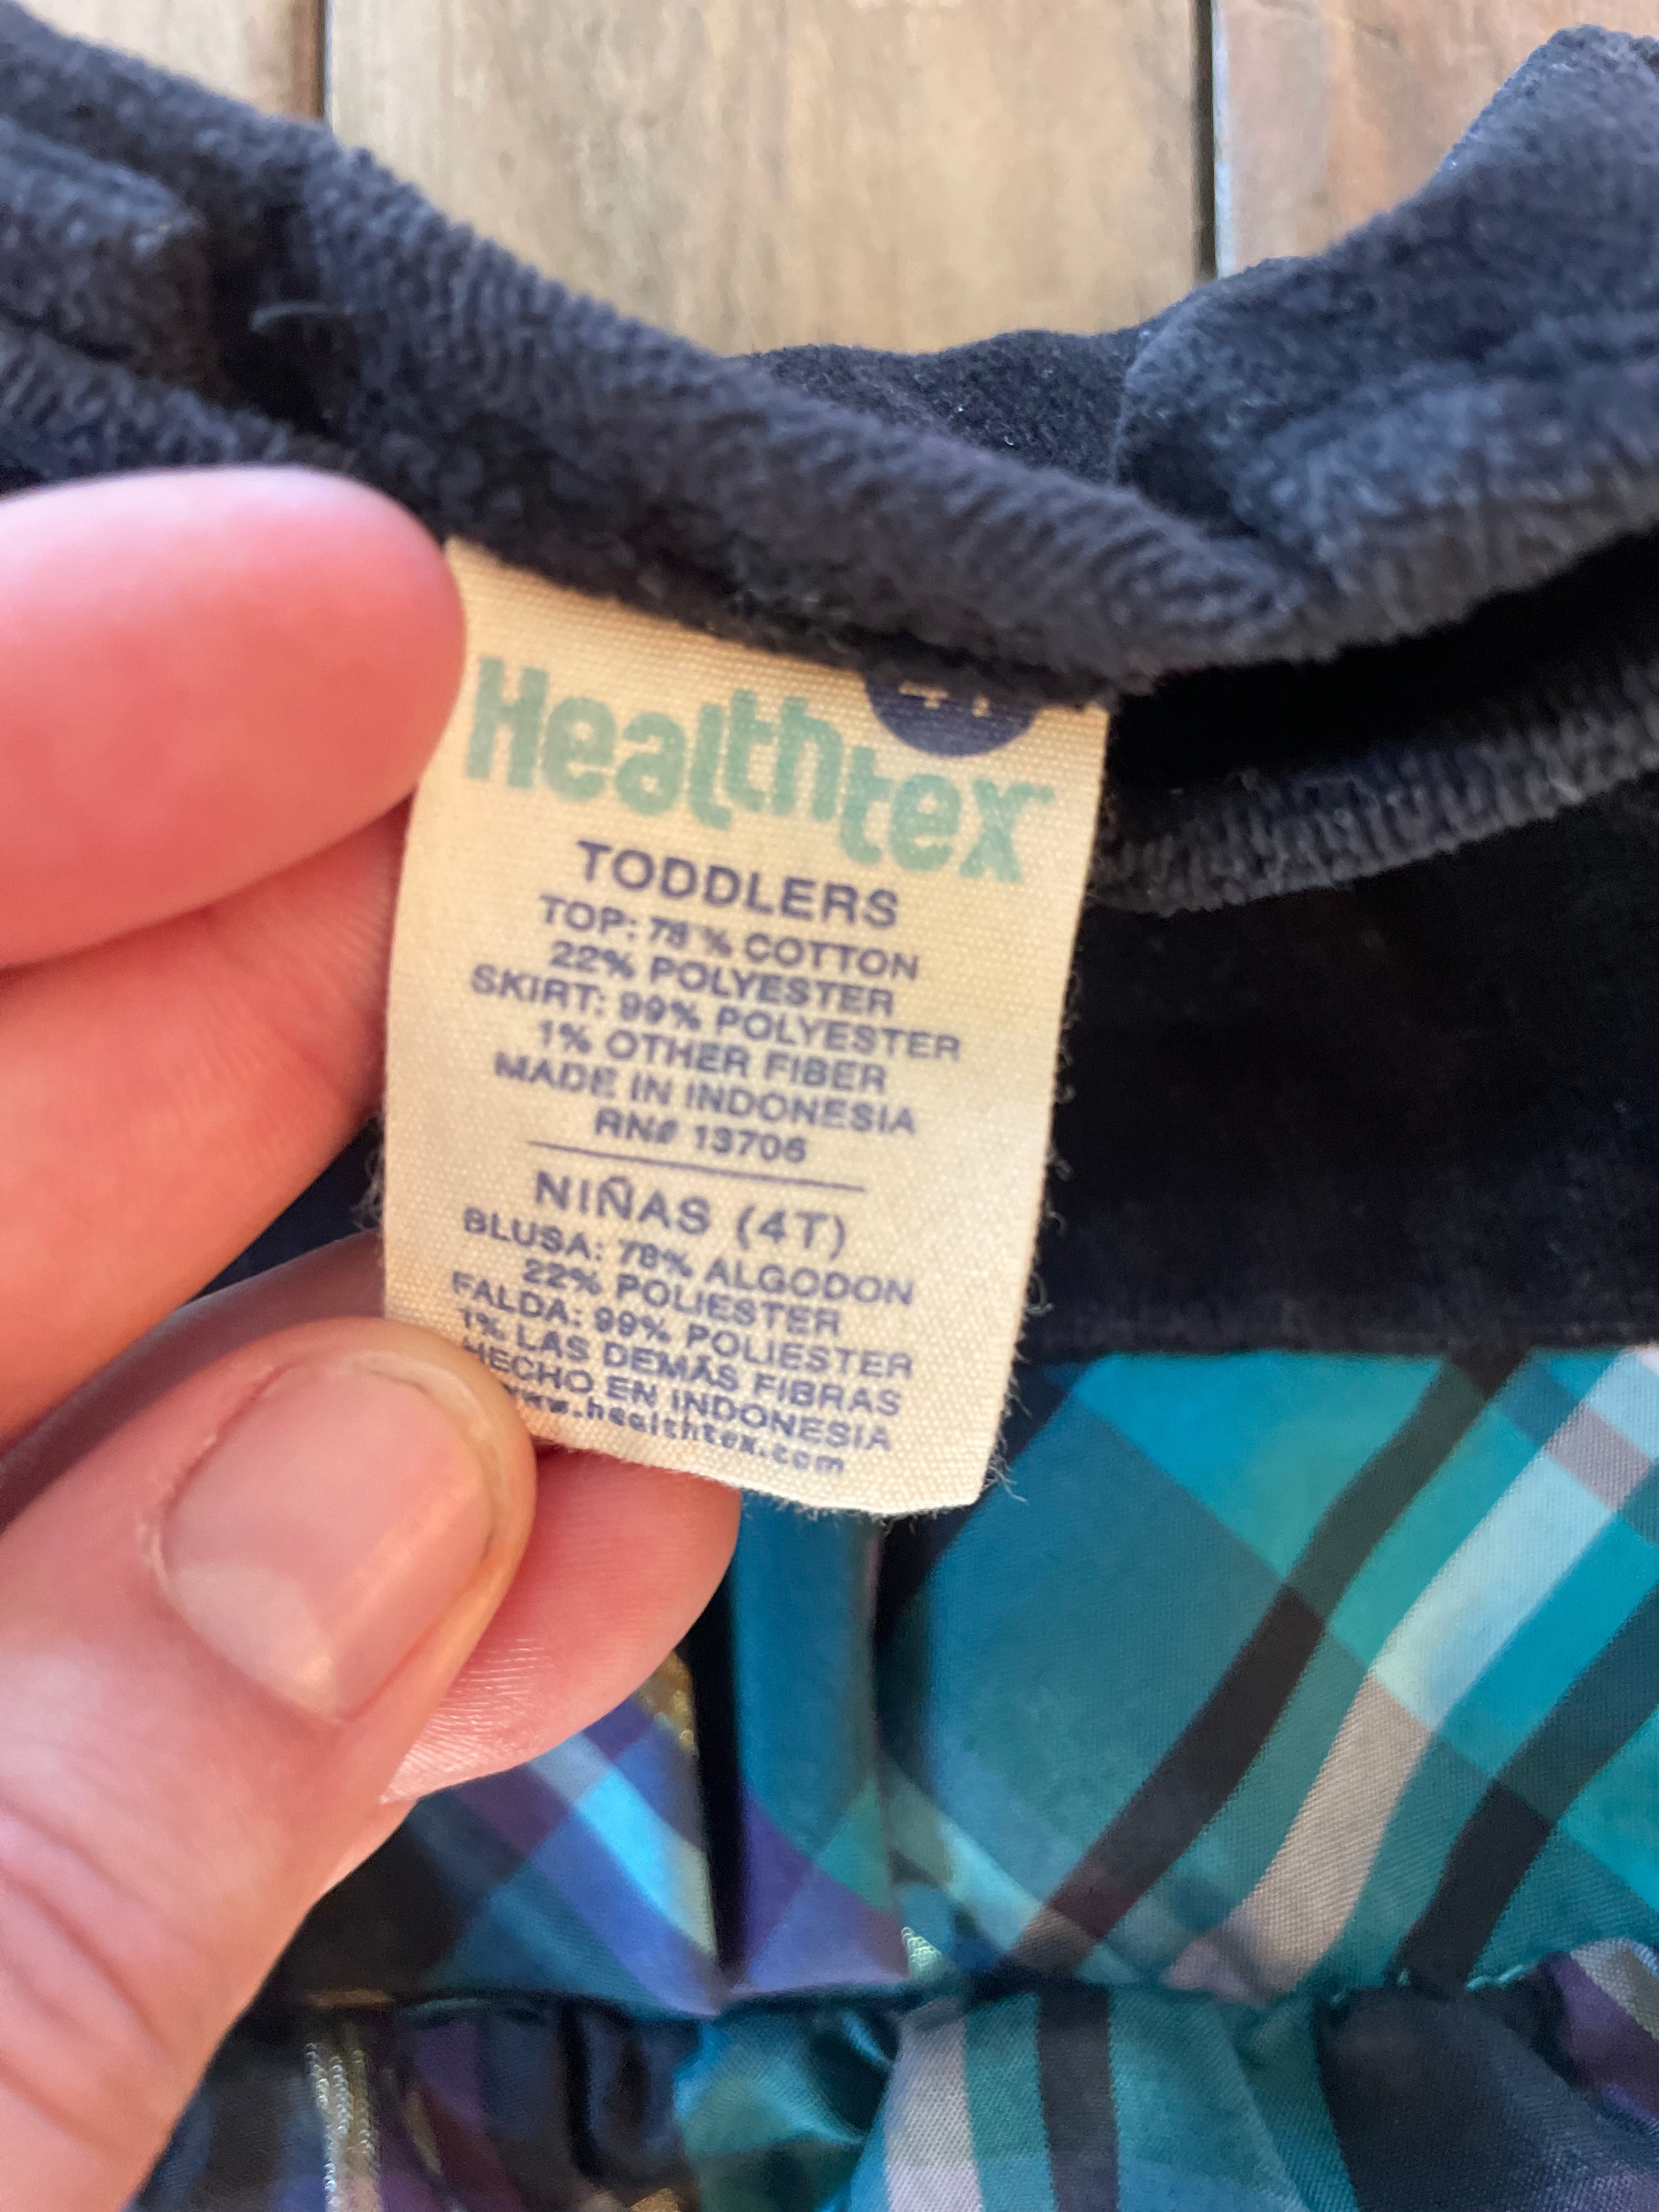 4T
Healthtex
TODDLERS
TOP: 78% COTTON
22% POLYESTER
SKIRT: 99% POLYESTER
1% OTHER FIBER
MADE IN INDONESIA
RN# 13706
NIÑAS (4T)
BLUSA: 78% ALGODON
22% POLIESTER
FALDA: 99% POLIESTER
1% LAS DEMÁS FIBRAS
HECHO EN INDONESIA
www.healthtex.com